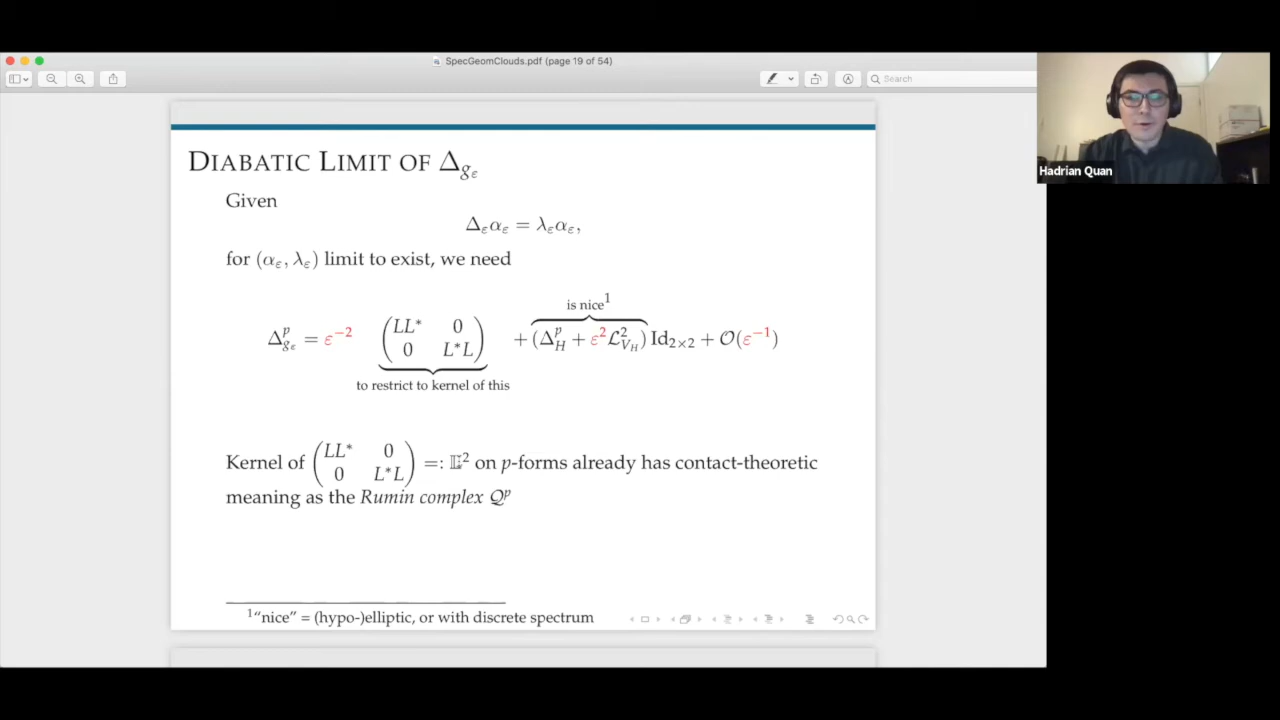 SpecGeomClouds.pdf (page 19 of 54)
Search
Hadrian Quan
DIABATIC LIMIT OF Δ_{g_ε}
Given
Δ_ε α_ε = λ_ε α_ε,
for (α_ε, λ_ε) limit to exist, we need
is nice¹
Δ^p_{g_ε} = ε^{−2} (LL* 0 0 L*L) + (Δ^p_H + ε² ℒ²_{V_H}) Id_{2×2} + 𝒪(ε^{−1})
to restrict to kernel of this
Kernel of (LL* 0 0 L*L) =: 𝔼² on p-forms already has contact-theoretic
meaning as the Rumin complex 𝒬^p
¹“nice” = (hypo-)elliptic, or with discrete spectrum